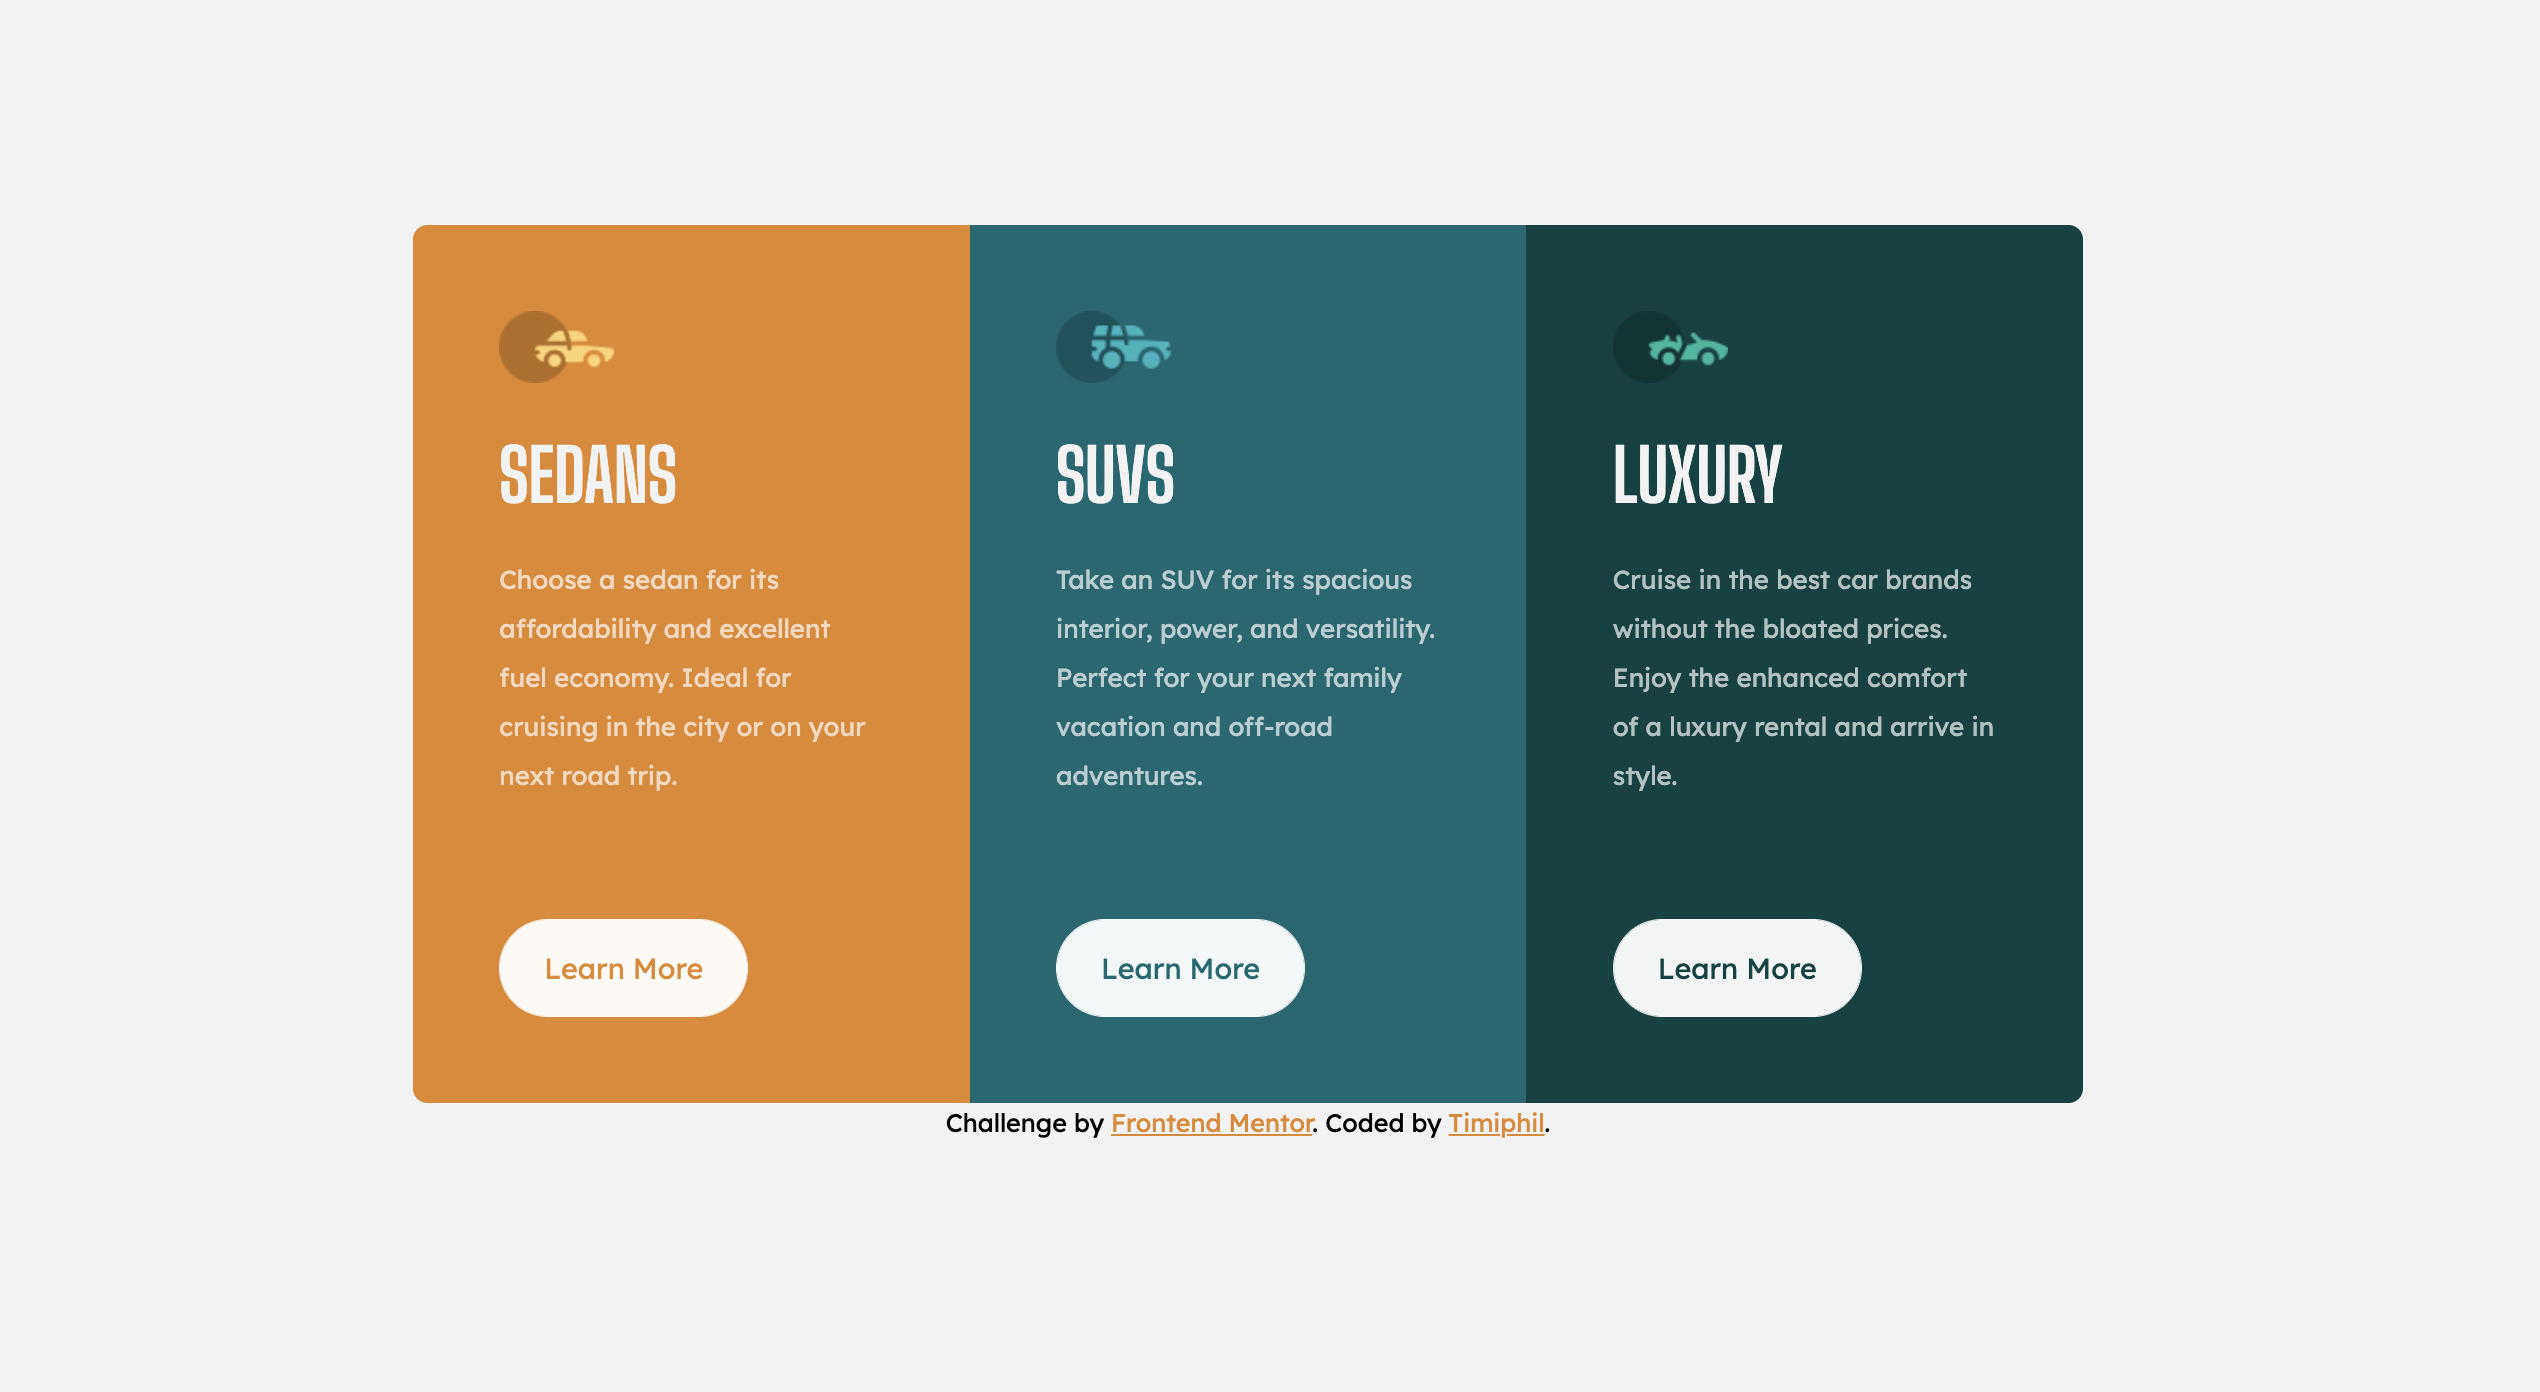 SEDANS
Choose a sedan for its
affordability and excellent
fuel economy. Ideal for
cruising in the city or on your
next road trip.
Learn More
SUVS
Take an SUV for its spacious
interior, power, and versatility.
Perfect for your next family
vacation and off-road
adventures.
Learn More
LUXURY
Cruise in the best car brands
without the bloated prices.
Enjoy the enhanced comfort
of a luxury rental and arrive in
style.
Learn More
Challenge by Frontend Mentor. Coded by Timiphil.